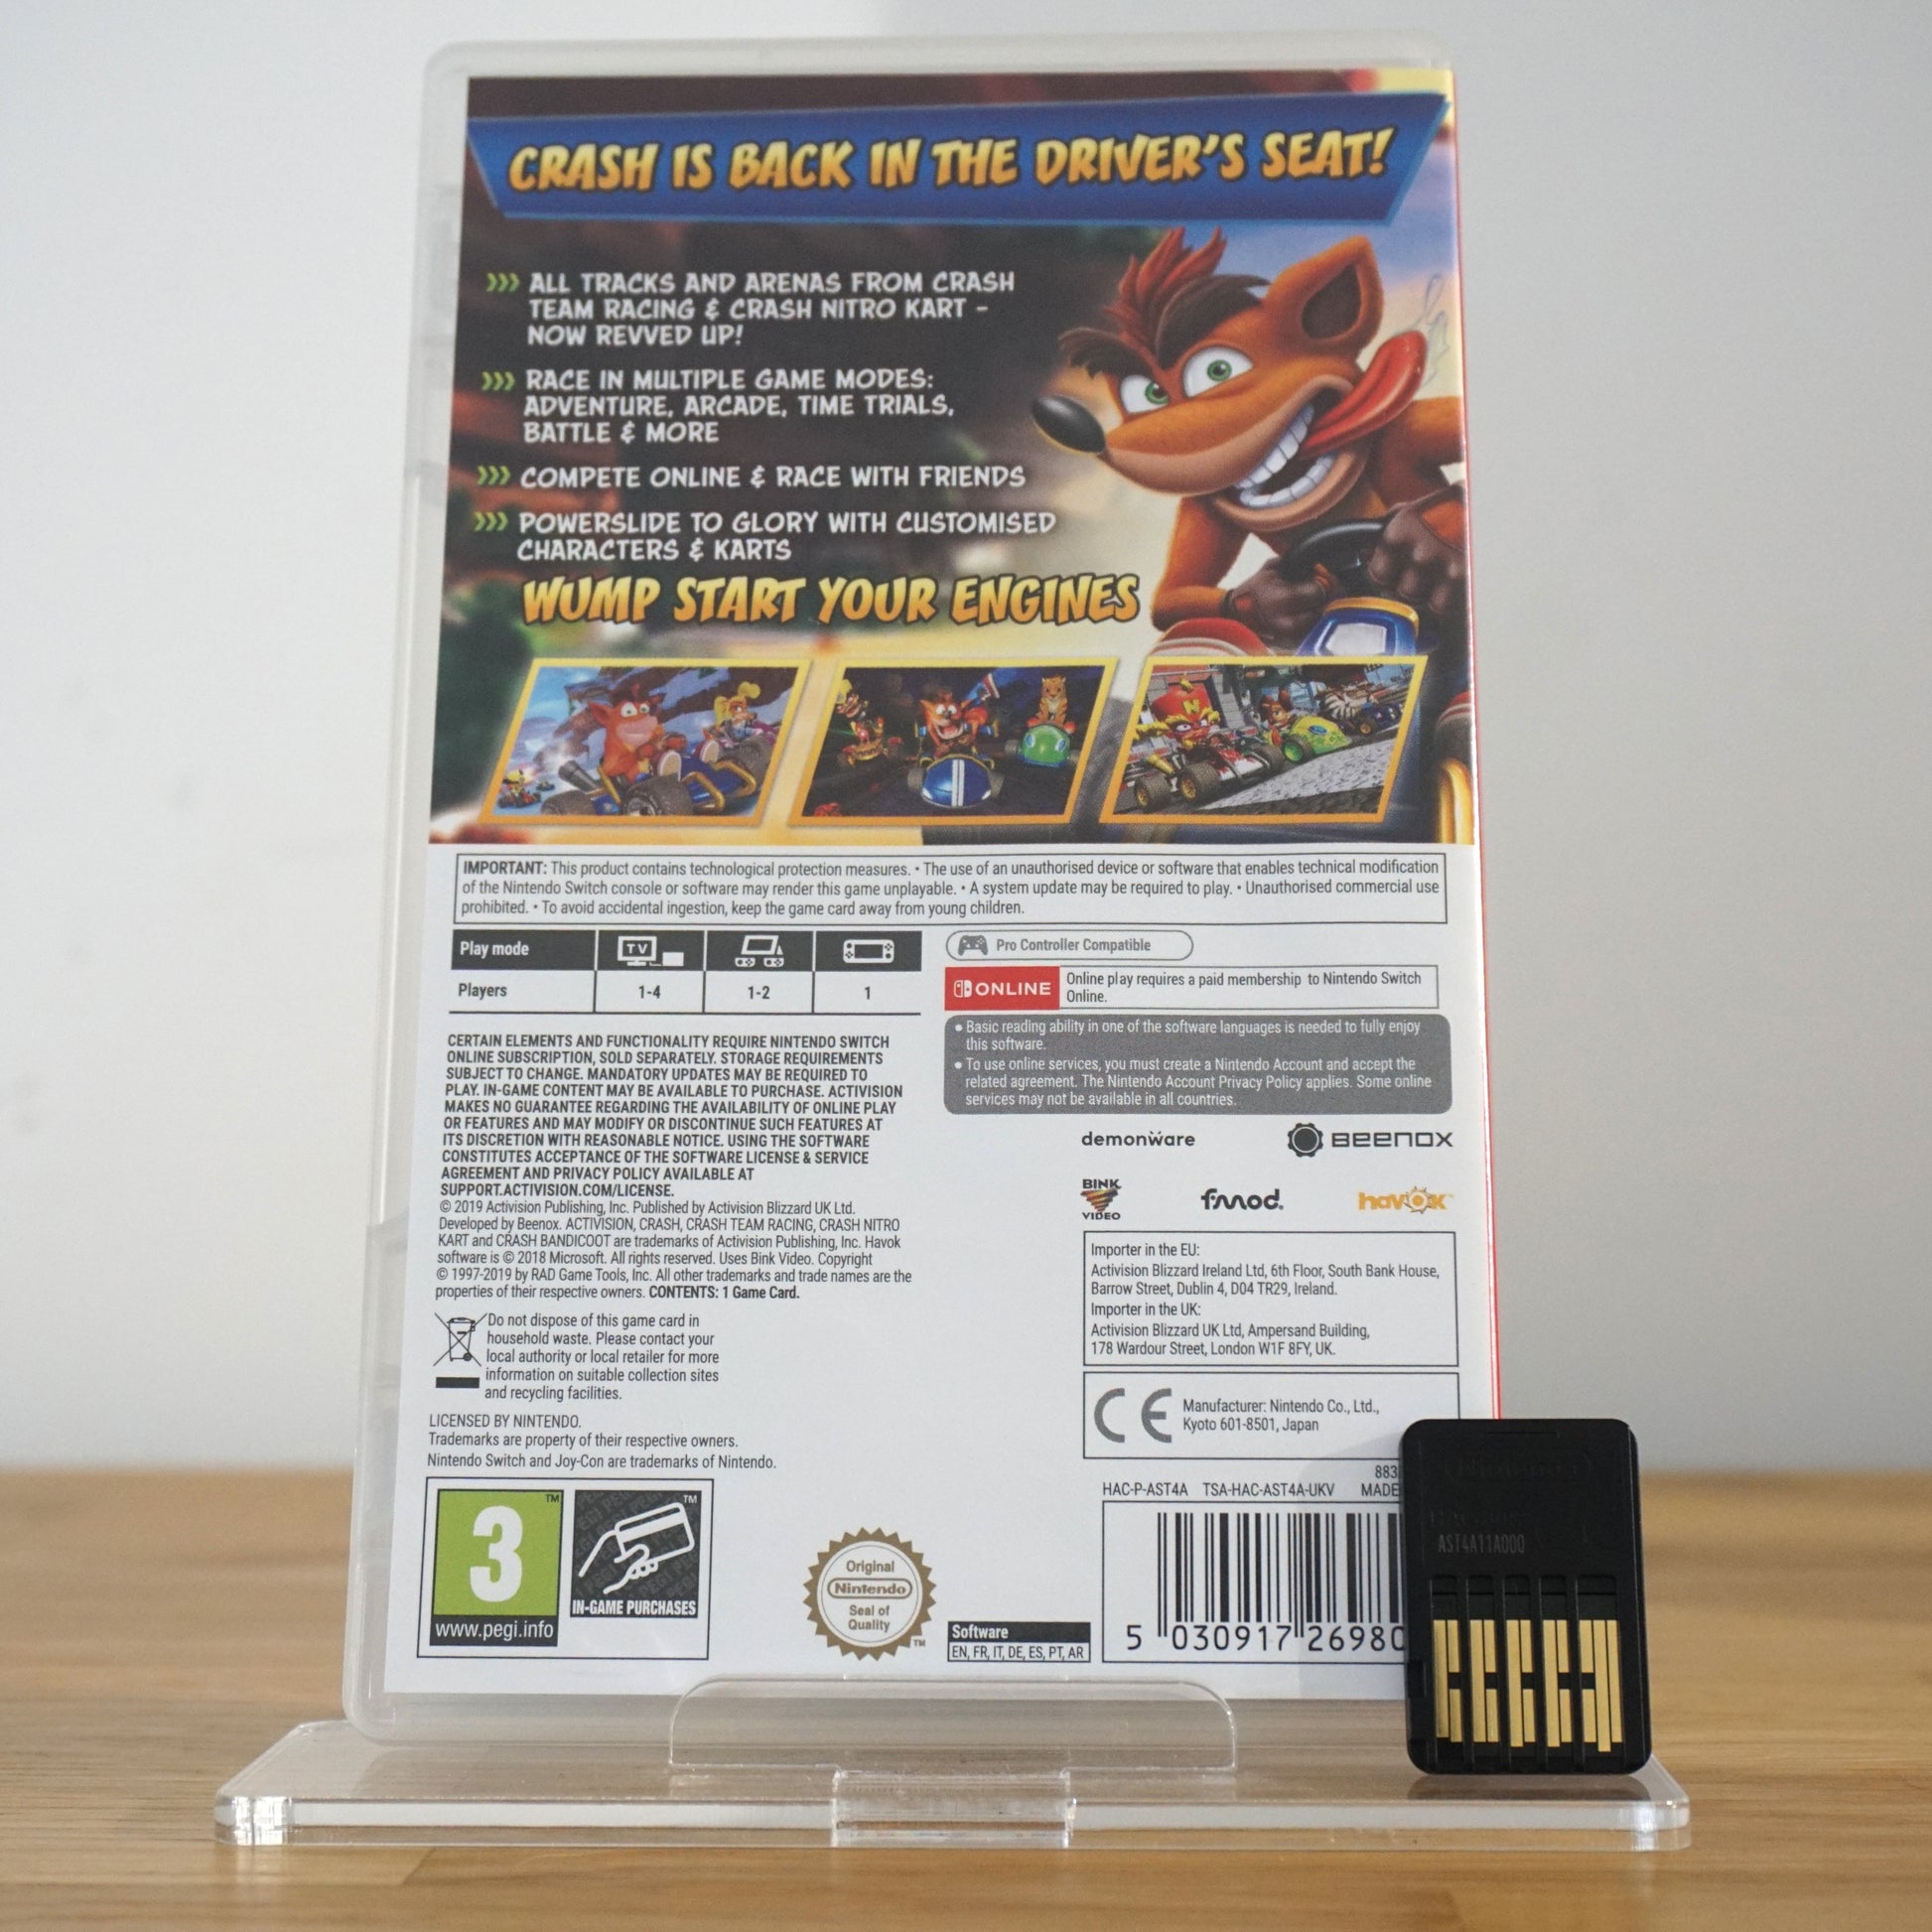 CRASH IS BACK IN THE DRIVER'S SEAT!
››› ALL TRACKS AND ARENAS FROM CRASH
TEAM RACING & CRASH NITRO KART -
NOW REVVED UP!
››› RACE IN MULTIPLE GAME MODES:
ADVENTURE, ARCADE, TIME TRIALS,
BATTLE & MORE
››› COMPETE ONLINE & RACE WITH FRIENDS
››› POWERSLIDE TO GLORY WITH CUSTOMISED
CHARACTERS & KARTS
WUMP START YOUR ENGINES
N
IMPORTANT: This product contains technological protection measures. • The use of an unauthorised device or software that enables technical modification
of the Nintendo Switch console or software may render this game unplayable. • A system update may be required to play. • Unauthorised commercial use
prohibited. • To avoid accidental ingestion, keep the game card away from young children.
Play mode TV
Players 1-4 1-2 1
Pro Controller Compatible
ONLINE
Online play requires a paid membership to Nintendo Switch
Online.
• Basic reading ability in one of the software languages is needed to fully enjoy
this software.
• To use online services, you must create a Nintendo Account and accept the
related agreement. The Nintendo Account Privacy Policy applies. Some online
services may not be available in all countries.
CERTAIN ELEMENTS AND FUNCTIONALITY REQUIRE NINTENDO SWITCH
ONLINE SUBSCRIPTION, SOLD SEPARATELY. STORAGE REQUIREMENTS
SUBJECT TO CHANGE. MANDATORY UPDATES MAY BE REQUIRED TO
PLAY. IN-GAME CONTENT MAY BE AVAILABLE TO PURCHASE. ACTIVISION
MAKES NO GUARANTEE REGARDING THE AVAILABILITY OF ONLINE PLAY
OR FEATURES AND MAY MODIFY OR DISCONTINUE SUCH FEATURES AT
ITS DISCRETION WITH REASONABLE NOTICE. USING THE SOFTWARE
CONSTITUTES ACCEPTANCE OF THE SOFTWARE LICENSE & SERVICE
AGREEMENT AND PRIVACY POLICY AVAILABLE AT
SUPPORT.ACTIVISION.COM/LICENSE.
© 2019 Activision Publishing, Inc. Published by Activision Blizzard UK Ltd.
Developed by Beenox. ACTIVISION, CRASH, CRASH TEAM RACING, CRASH NITRO
KART and CRASH BANDICOOT are trademarks of Activision Publishing, Inc. Havok
software is © 2018 Microsoft. All rights reserved. Uses Bink Video. Copyright
© 1997-2019 by RAD Game Tools, Inc. All other trademarks and trade names are the
properties of their respective owners. CONTENTS: 1 Game Card.
demonware BEENOX
BINK
VIDEO
fmod.
havok™
Importer in the EU:
Activision Blizzard Ireland Ltd, 6th Floor, South Bank House,
Barrow Street, Dublin 4, D04 TR29, Ireland.
Importer in the UK:
Activision Blizzard UK Ltd, Ampersand Building,
178 Wardour Street, London W1F 8FY, UK.
Do not dispose of this game card in
household waste. Please contact your
local authority or local retailer for more
information on suitable collection sites
and recycling facilities.
CE
Manufacturer: Nintendo Co., Ltd.,
Kyoto 601-8501, Japan
LICENSED BY NINTENDO.
Trademarks are property of their respective owners.
Nintendo Switch and Joy-Con are trademarks of Nintendo.
883
HAC-P-AST4A TSA-HAC-AST4A-UKV MADE
3 ™
www.pegi.info
™
IN-GAME PURCHASES
Original
Nintendo
Seal of
Quality
™
Software
EN, FR, IT, DE, ES, PT, AR
5 030917 26980
Nintendo
AST4A11A000